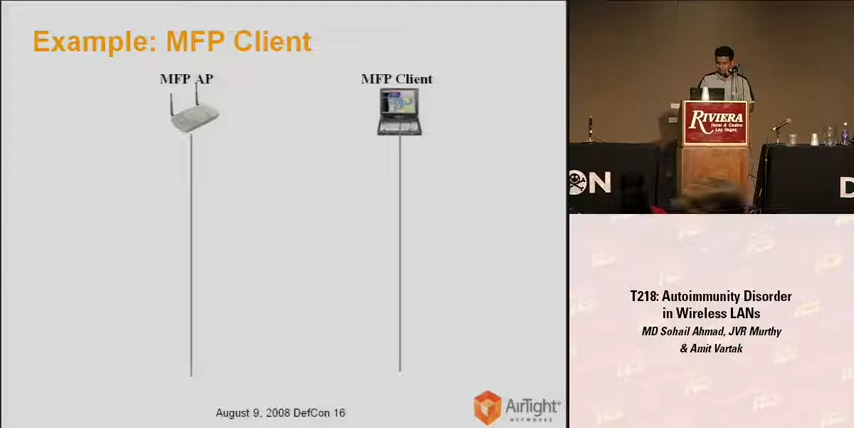 Example: MFP Client
MFP AP
MFP Client
August 9, 2008 DefCon 16
AirTight
NETWORKS
RIVIERA
Hotel & Casino
Las Vegas
ON
D
T218: Autoimmunity Disorder
in Wireless LANs
MD Sohail Ahmad, JVR Murthy
& Amit Vartak